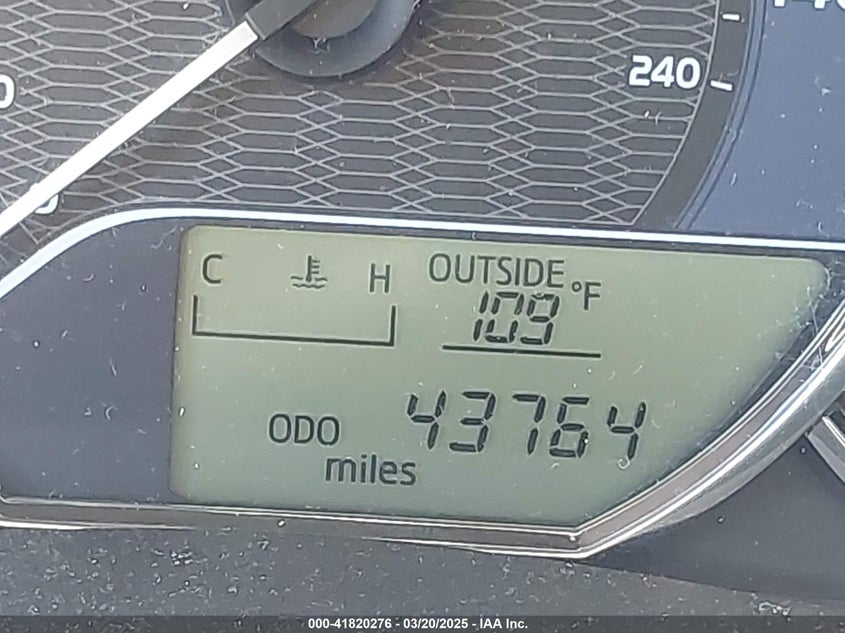 240
C H OUTSIDE °F
109
ODO 43764
miles
000-41820276 - 03/20/2025 - IAA Inc.